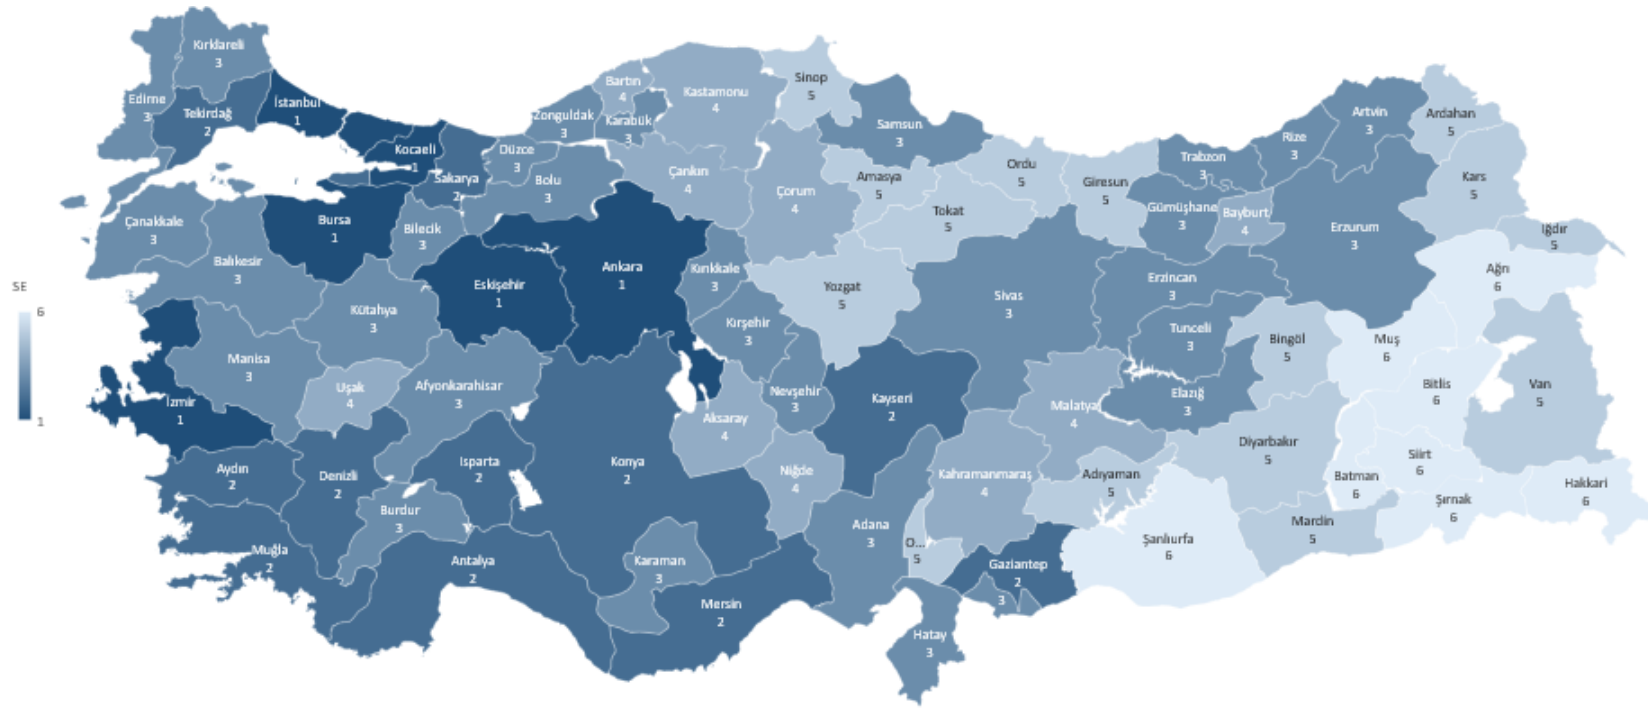 Kırklareli
3
Edirne
3
Tekirdağ
2
İstanbul
1
Kocaeli
1
Sakarya
2
Düzce
3
Bolu
3
Zonguldak
3
Bartın
4
Karabük
3
Kastamonu
4
Sinop
5
Çankırı
4
Çorum
4
Samsun
3
Amasya
5
Tokat
5
Ordu
5
Giresun
5
Trabzon
3
Gümüşhane
3
Bayburt
4
Rize
3
Artvin
3
Ardahan
5
Kars
5
Iğdır
5
Erzurum
3
Ağrı
6
Çanakkale
3
Balıkesir
3
Bursa
1
Bilecik
3
Eskişehir
1
Ankara
1
Kırıkkale
3
Kırşehir
3
Yozgat
5
Sivas
3
Erzincan
3
Tunceli
3
Bingöl
5
Muş
6
SE
6
1
Kütahya
3
Manisa
3
Uşak
4
Afyonkarahisar
3
İzmir
1
Aksaray
4
Nevşehir
3
Kayseri
2
Malatya
4
Elazığ
3
Bitlis
6
Van
5
Aydın
2
Denizli
2
Isparta
2
Konya
2
Niğde
4
Kahramanmaraş
4
Adıyaman
5
Diyarbakır
5
Batman
6
Siirt
6
Şırnak
6
Hakkari
6
Burdur
3
Muğla
2
Antalya
2
Karaman
3
Mersin
2
Adana
3
O...
5
Gaziantep
2
3
Hatay
3
Şanlıurfa
6
Mardin
5